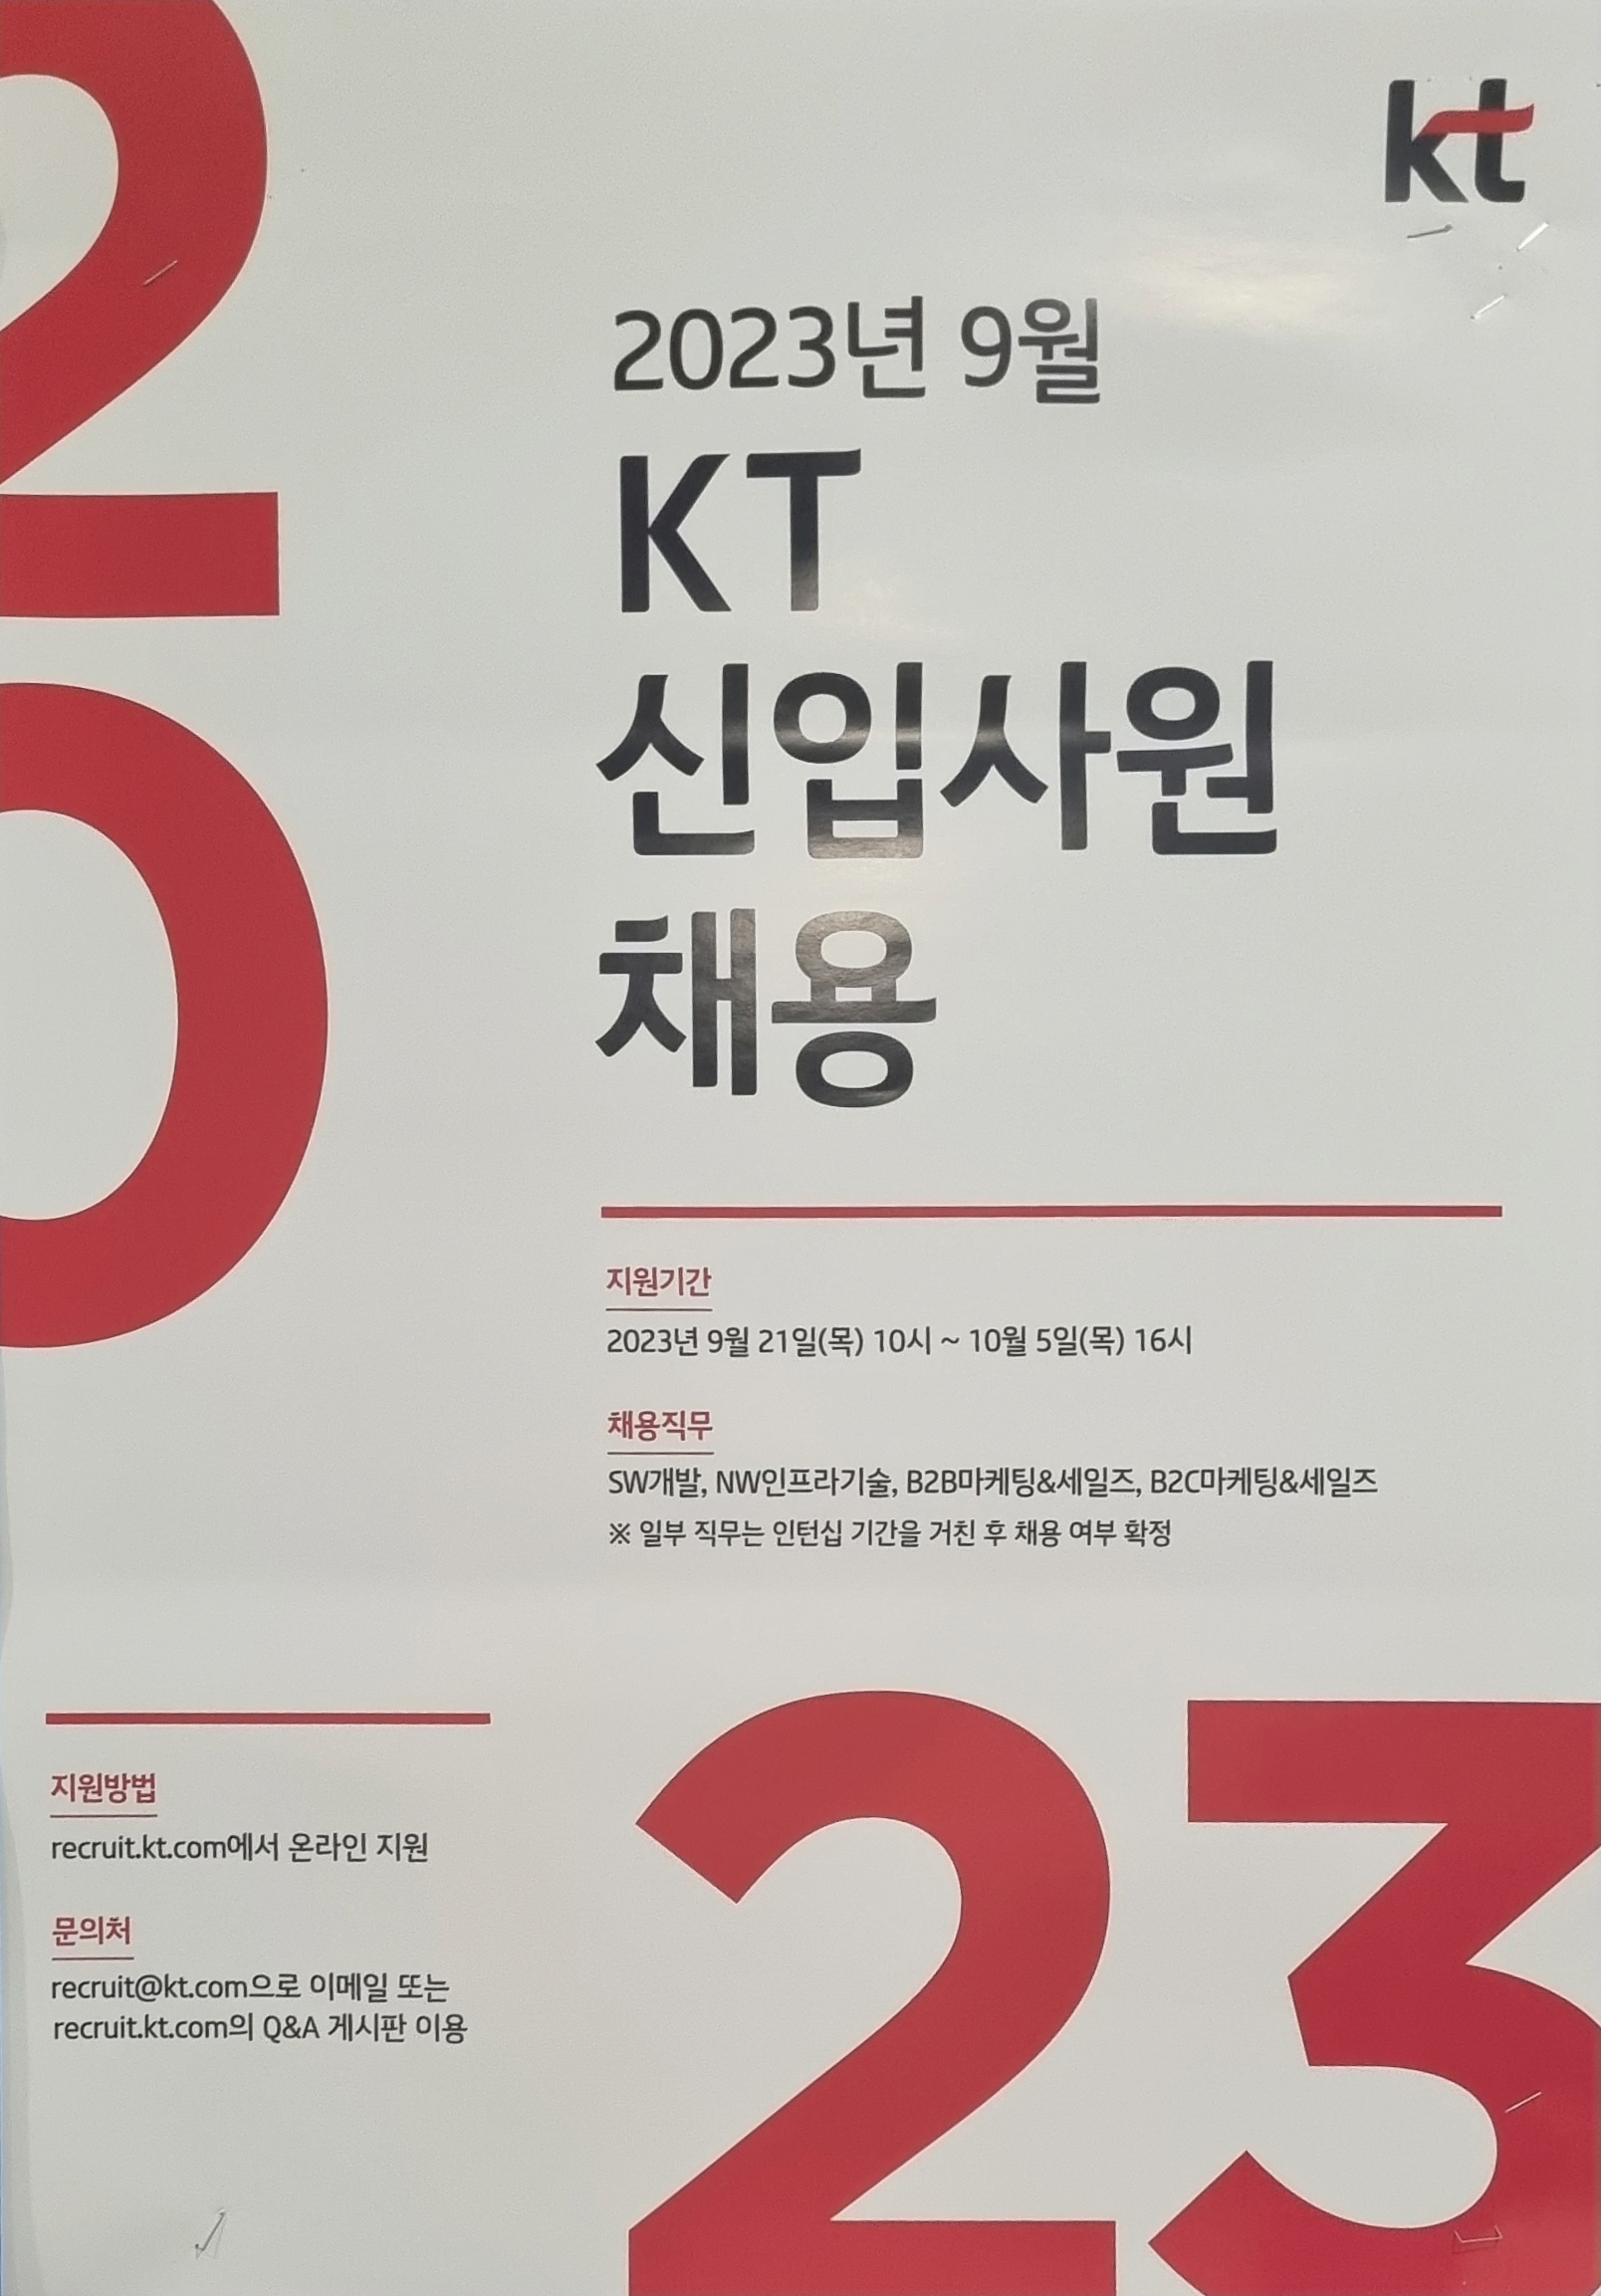 kt
2023년 9월
KT
신입사원
채용
지원기간
2023년 9월 21일(목) 10시 ~ 10월 5일(목) 16시
채용직무
SW개발, NW인프라기술, B2B마케팅&세일즈, B2C마케팅&세일즈
※ 일부 직무는 인턴십 기간을 거친 후 채용 여부 확정
지원방법
recruit.kt.com에서 온라인 지원
문의처
recruit@kt.com으로 이메일 또는
recruit.kt.com의 Q&A 게시판 이용
2
0
23